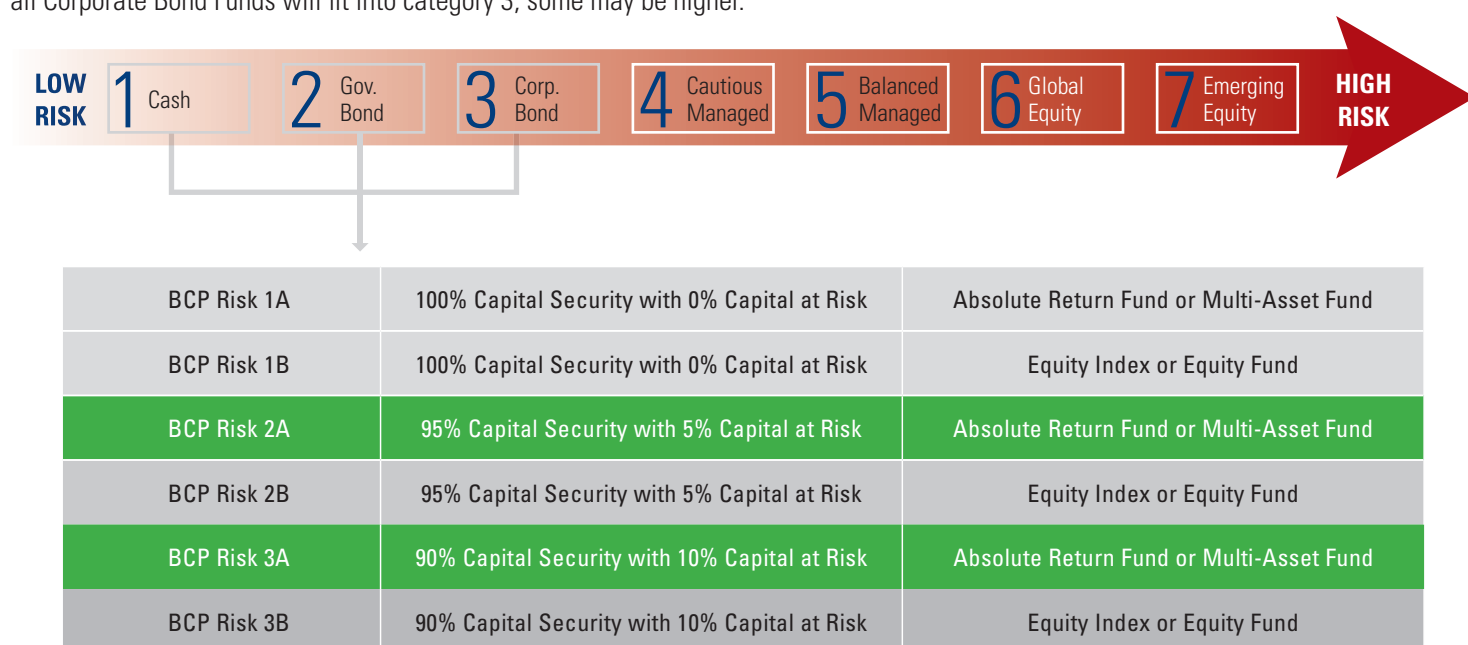 all Corporate Bond Funds will fit into category 3, some may be higher.
LOW RISK
1 Cash
2 Gov. Bond
3 Corp. Bond
4 Cautious Managed
5 Balanced Managed
6 Global Equity
7 Emerging Equity
HIGH RISK
BCP Risk 1A 100% Capital Security with 0% Capital at Risk Absolute Return Fund or Multi-Asset Fund
BCP Risk 1B 100% Capital Security with 0% Capital at Risk Equity Index or Equity Fund
BCP Risk 2A 95% Capital Security with 5% Capital at Risk Absolute Return Fund or Multi-Asset Fund
BCP Risk 2B 95% Capital Security with 5% Capital at Risk Equity Index or Equity Fund
BCP Risk 3A 90% Capital Security with 10% Capital at Risk Absolute Return Fund or Multi-Asset Fund
BCP Risk 3B 90% Capital Security with 10% Capital at Risk Equity Index or Equity Fund